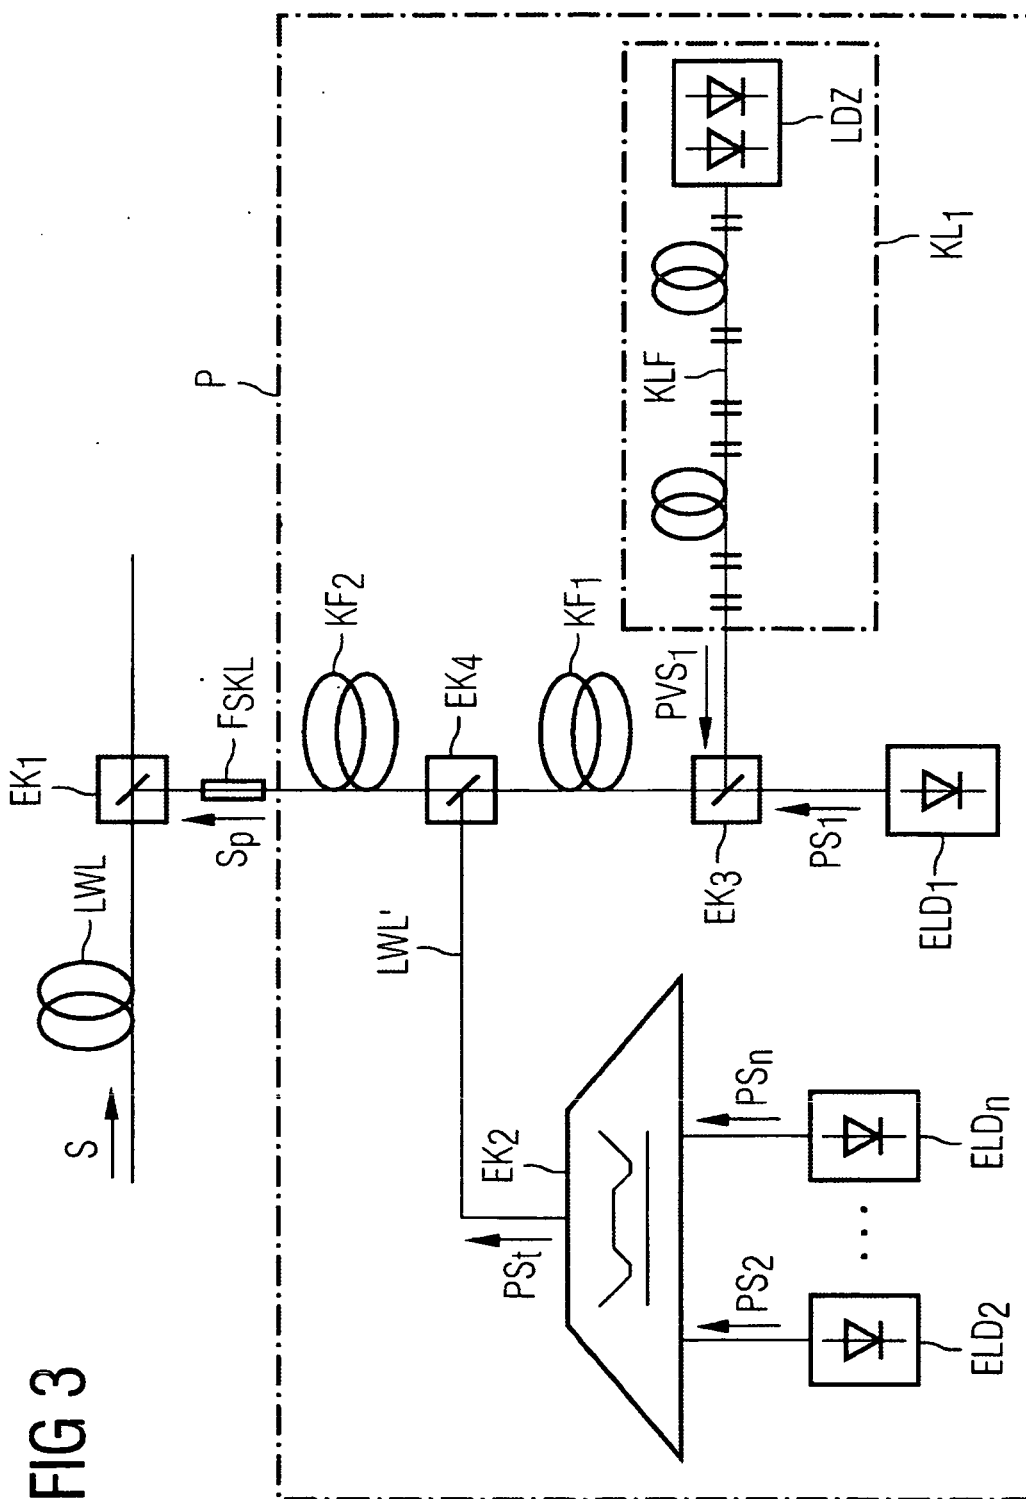 FIG 3
S
LWL
EK1
Sp
FSKL
P
KF2
EK4
LWL'
KF1
PVS1
KLF
LDZ
KL1
EK3
PS1
ELD1
EK2
PSt
PSn
PS2
ELDn
...
ELD2